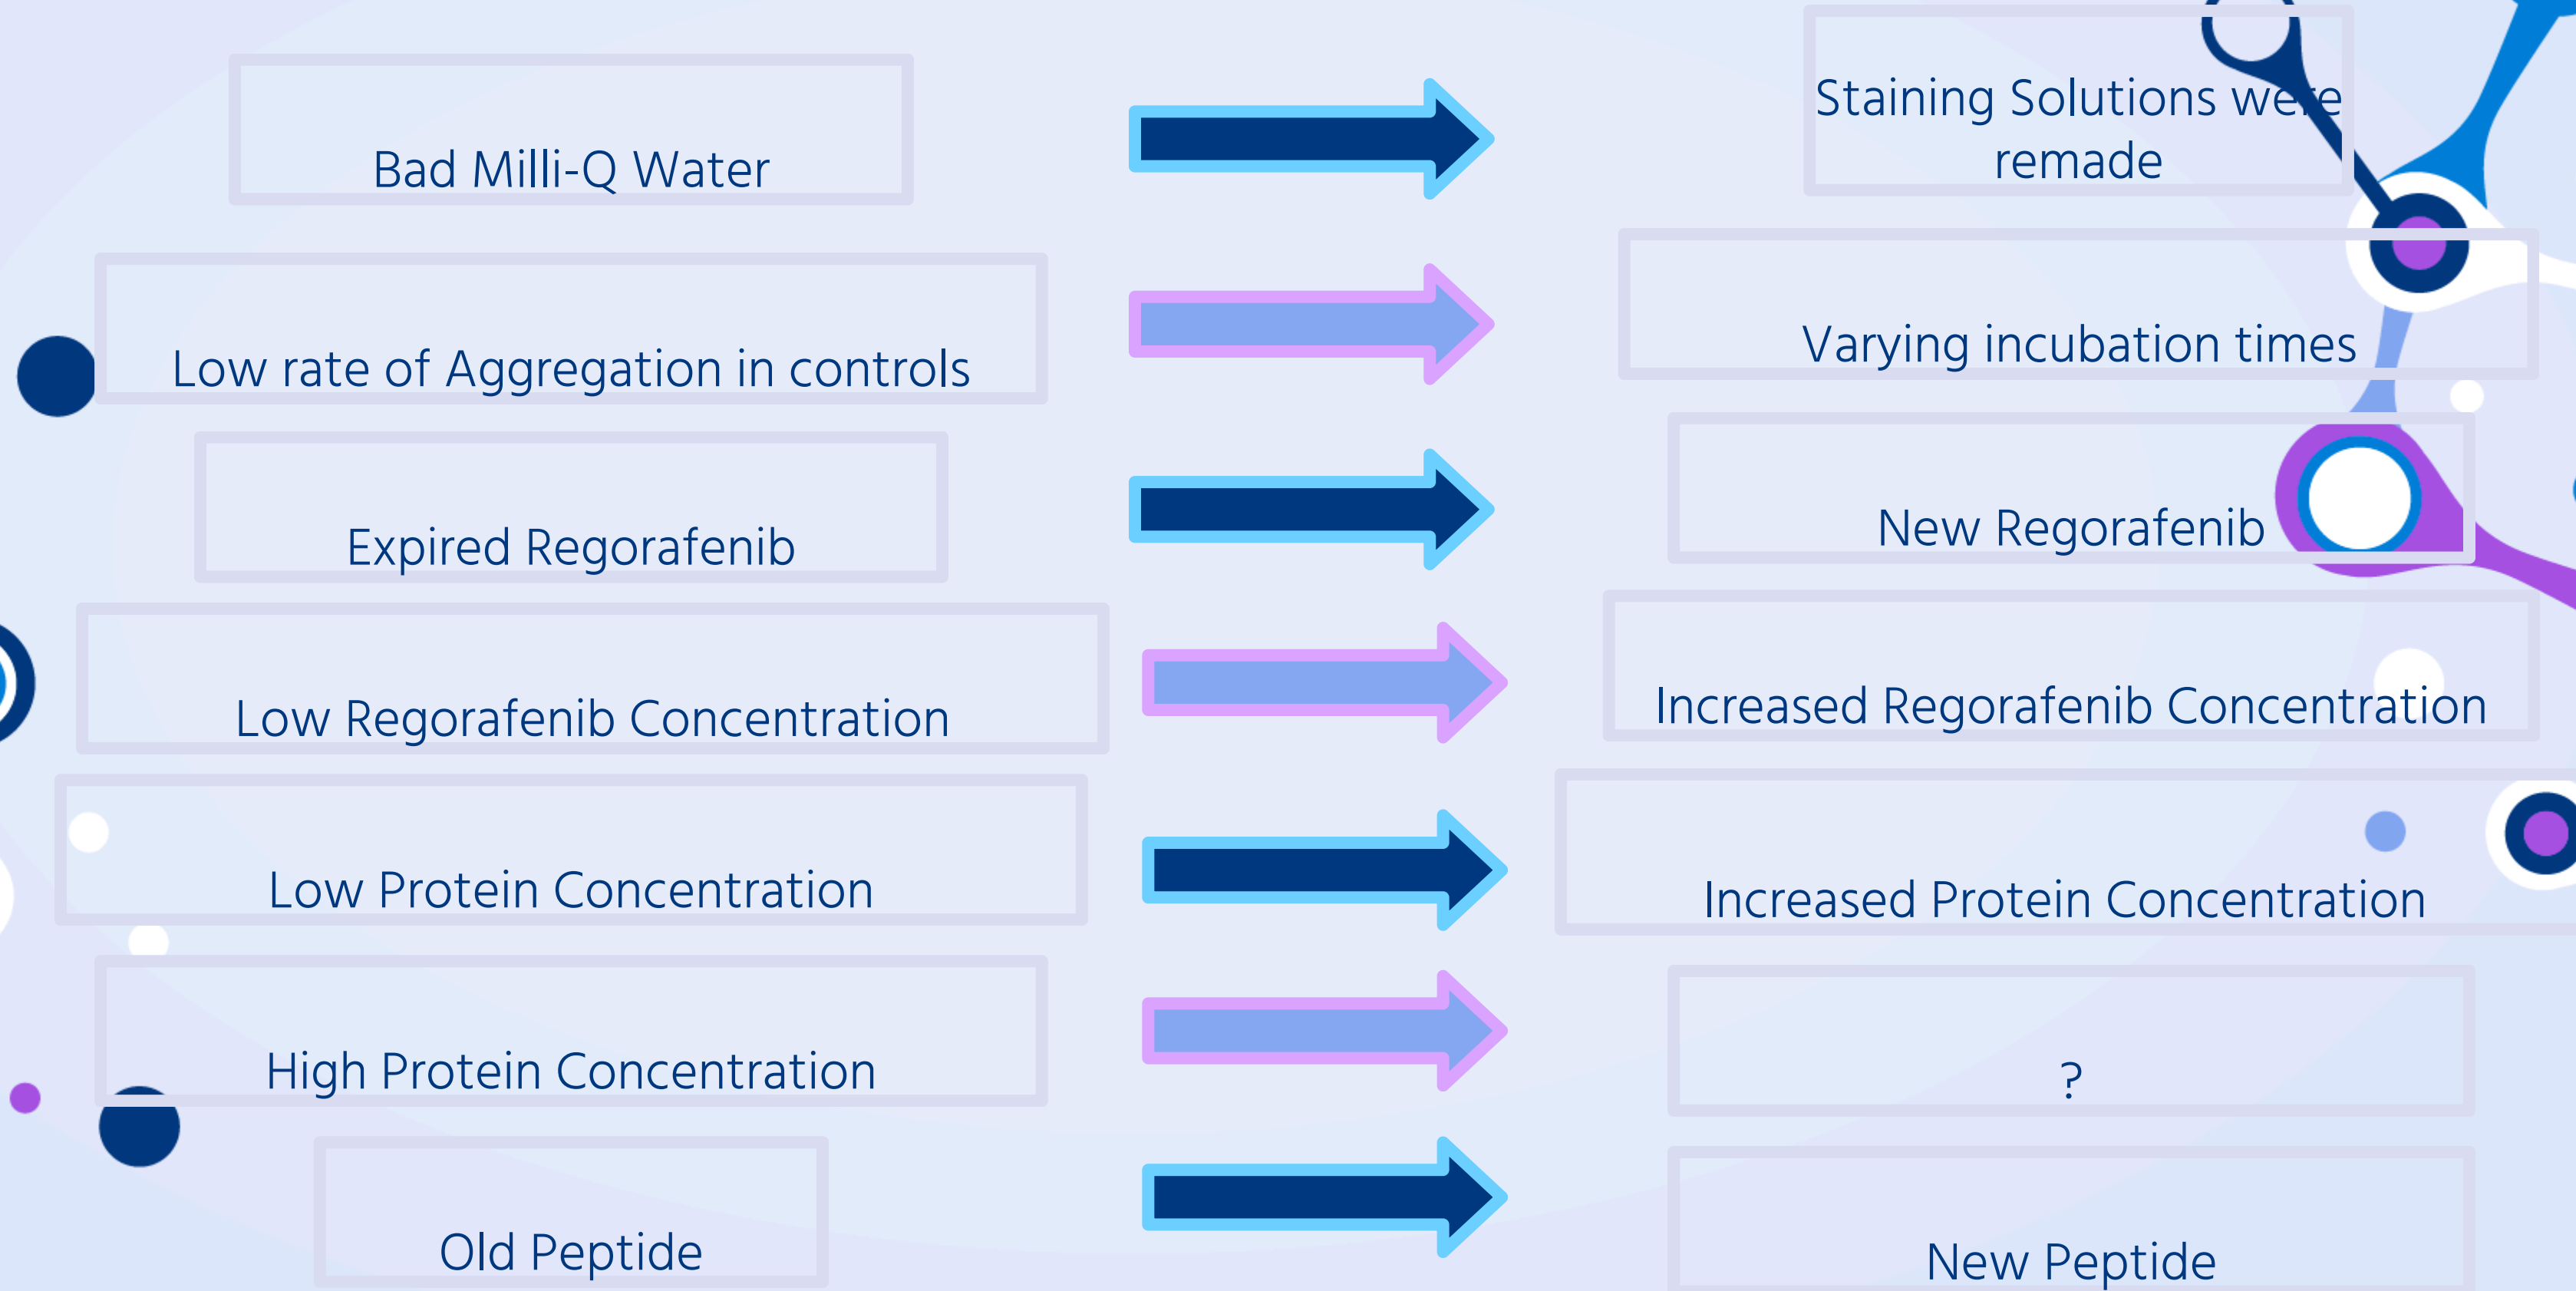 Bad Milli-Q Water
Staining Solutions were
remade
Low rate of Aggregation in controls
Varying incubation times
Expired Regorafenib
New Regorafenib
Low Regorafenib Concentration
Increased Regorafenib Concentration
Low Protein Concentration
Increased Protein Concentration
High Protein Concentration
?
Old Peptide
New Peptide